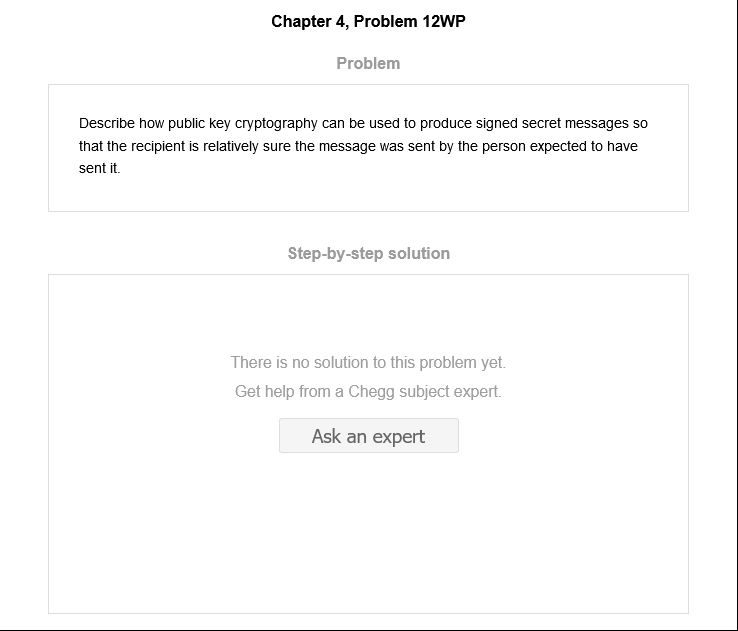 Chapter 4, Problem 12WP
Problem
Describe how public key cryptography can be used to produce signed secret messages so
that the recipient is relatively sure the message was sent by the person expected to have
sent it.
Step-by-step solution
There is no solution to this problem yet.
Get help from a Chegg subject expert.
Ask an expert